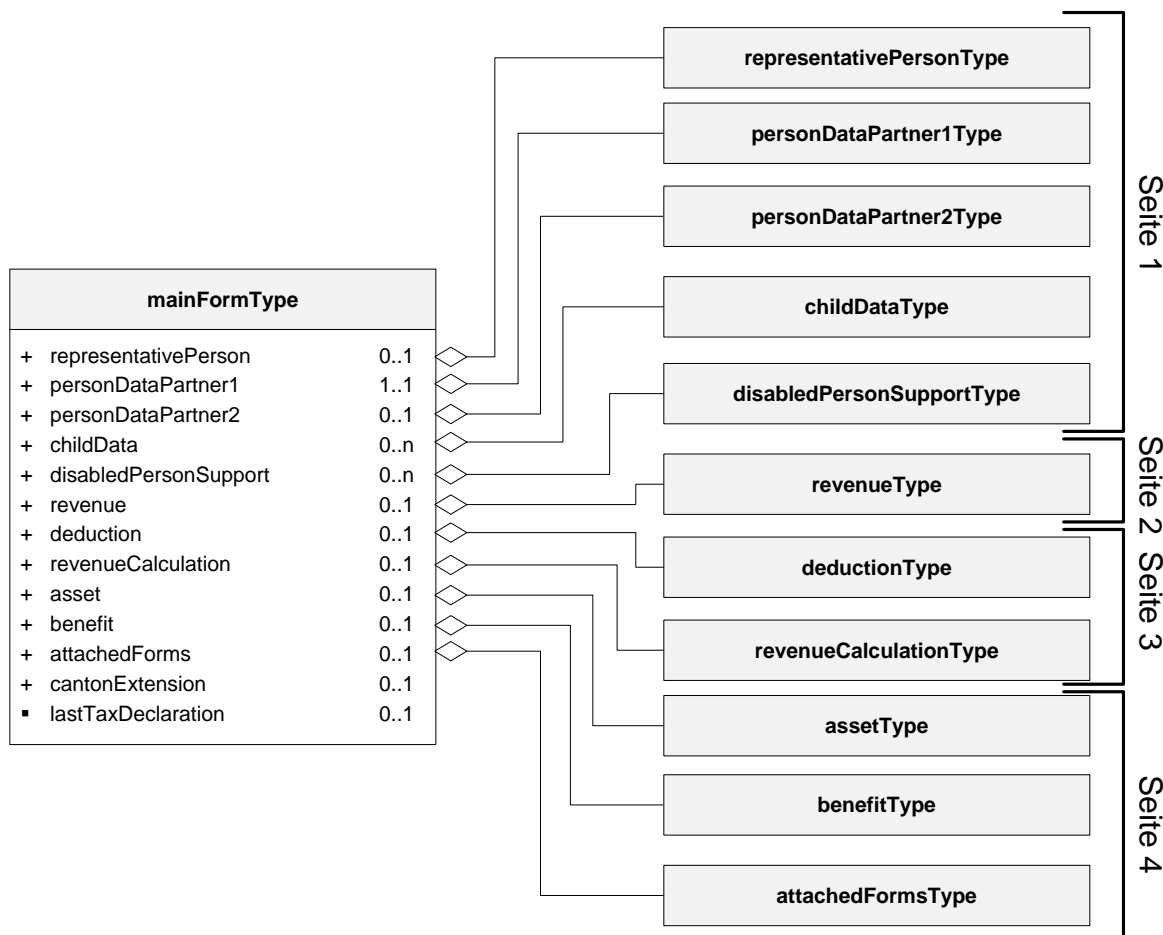 mainFormType
+ representativePerson 0..1
+ personDataPartner1 1..1
+ personDataPartner2 0..1
+ childData 0..n
+ disabledPersonSupport 0..n
+ revenue 0..1
+ deduction 0..1
+ revenueCalculation 0..1
+ asset 0..1
+ benefit 0..1
+ attachedForms 0..1
+ cantonExtension 0..1
▪ lastTaxDeclaration 0..1
representativePersonType
personDataPartner1Type
personDataPartner2Type
childDataType
disabledPersonSupportType
revenueType
deductionType
revenueCalculationType
assetType
benefitType
attachedFormsType
Seite 1
Seite 2
Seite 3
Seite 4